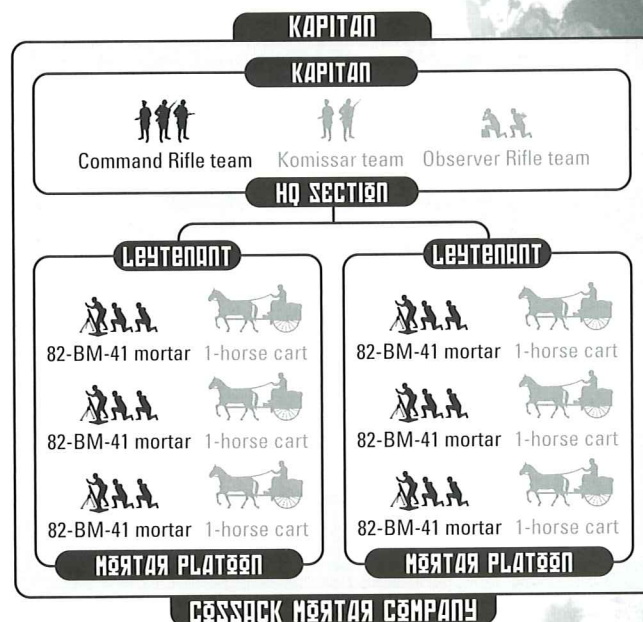 KAPITAN
KAPITAN
Command Rifle team Komissar team Observer Rifle team
HQ SECTION
LEYTENANT LEYTENANT
82-BM-41 mortar 1-horse cart 82-BM-41 mortar 1-horse cart
82-BM-41 mortar 1-horse cart 82-BM-41 mortar 1-horse cart
82-BM-41 mortar 1-horse cart 82-BM-41 mortar 1-horse cart
MORTAR PLATOON MORTAR PLATOON
COSSACK MORTAR COMPANY